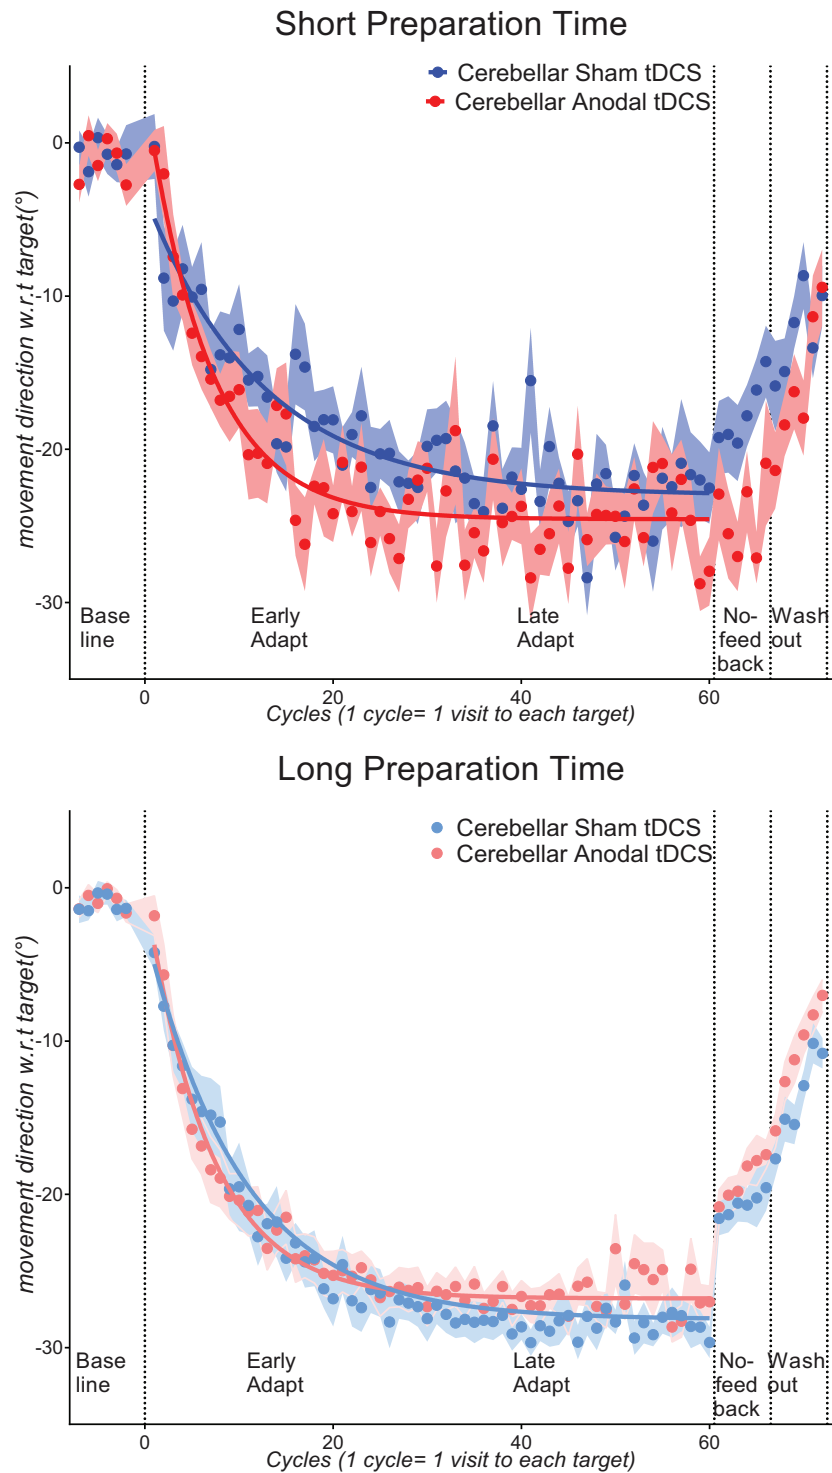 Short Preparation Time
Cerebellar Sham tDCS
Cerebellar Anodal tDCS
movement direction w.r.t target(°)
0
-10
-20
-30
Base
line
Early
Adapt
Late
Adapt
No-
feed
back
Wash
out
0
20
40
60
Cycles (1 cycle= 1 visit to each target)
Long Preparation Time
Cerebellar Sham tDCS
Cerebellar Anodal tDCS
movement direction w.r.t target(°)
0
-10
-20
-30
Base
line
Early
Adapt
Late
Adapt
No-
feed
back
Wash
out
0
20
40
60
Cycles (1 cycle= 1 visit to each target)